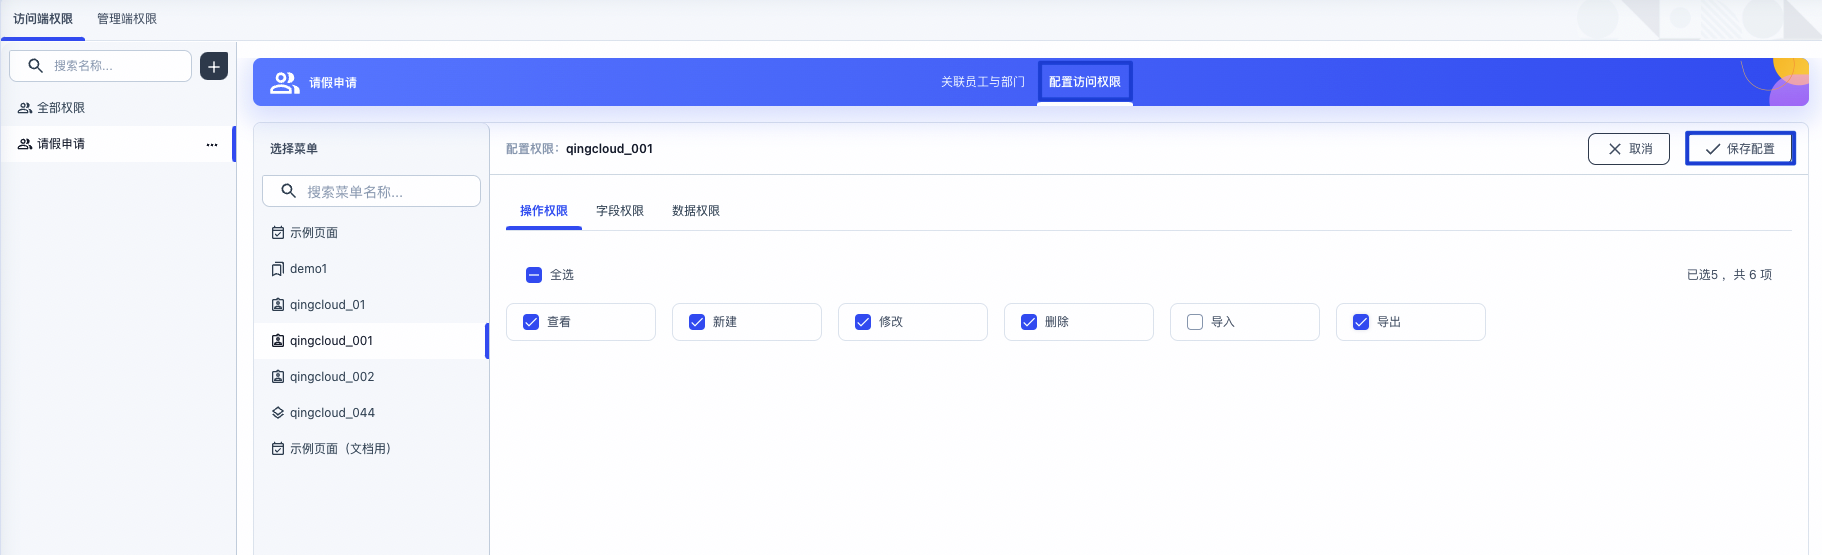 访问端权限 管理端权限
搜索名称...
全部权限
请假申请 ...
请假申请 关联员工与部门 配置访问权限
选择菜单
搜索菜单名称...
示例页面
demo1
qingcloud_01
qingcloud_001
qingcloud_002
qingcloud_044
示例页面（文档用）
配置权限： qingcloud_001 取消 保存配置
操作权限 字段权限 数据权限
全选 已选5 ，共 6 项
查看 新建 修改 删除 导入 导出